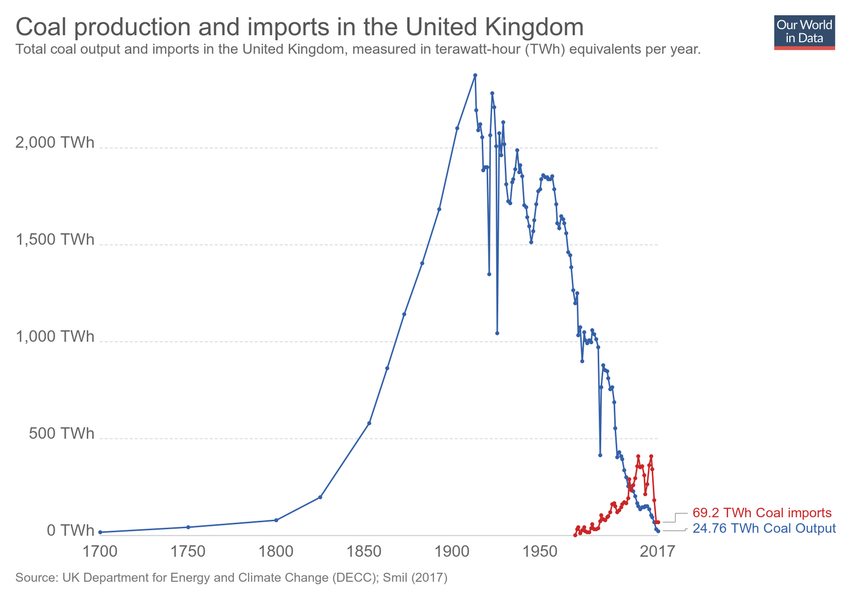 Coal production and imports in the United Kingdom
Our World
in Data
Total coal output and imports in the United Kingdom, measured in terawatt-hour (TWh) equivalents per year.
2,000 TWh
1,500 TWh
1,000 TWh
500 TWh
0 TWh
69.2 TWh Coal imports
24.76 TWh Coal Output
1700 1750 1800 1850 1900 1950 2017
Source: UK Department for Energy and Climate Change (DECC); Smil (2017)